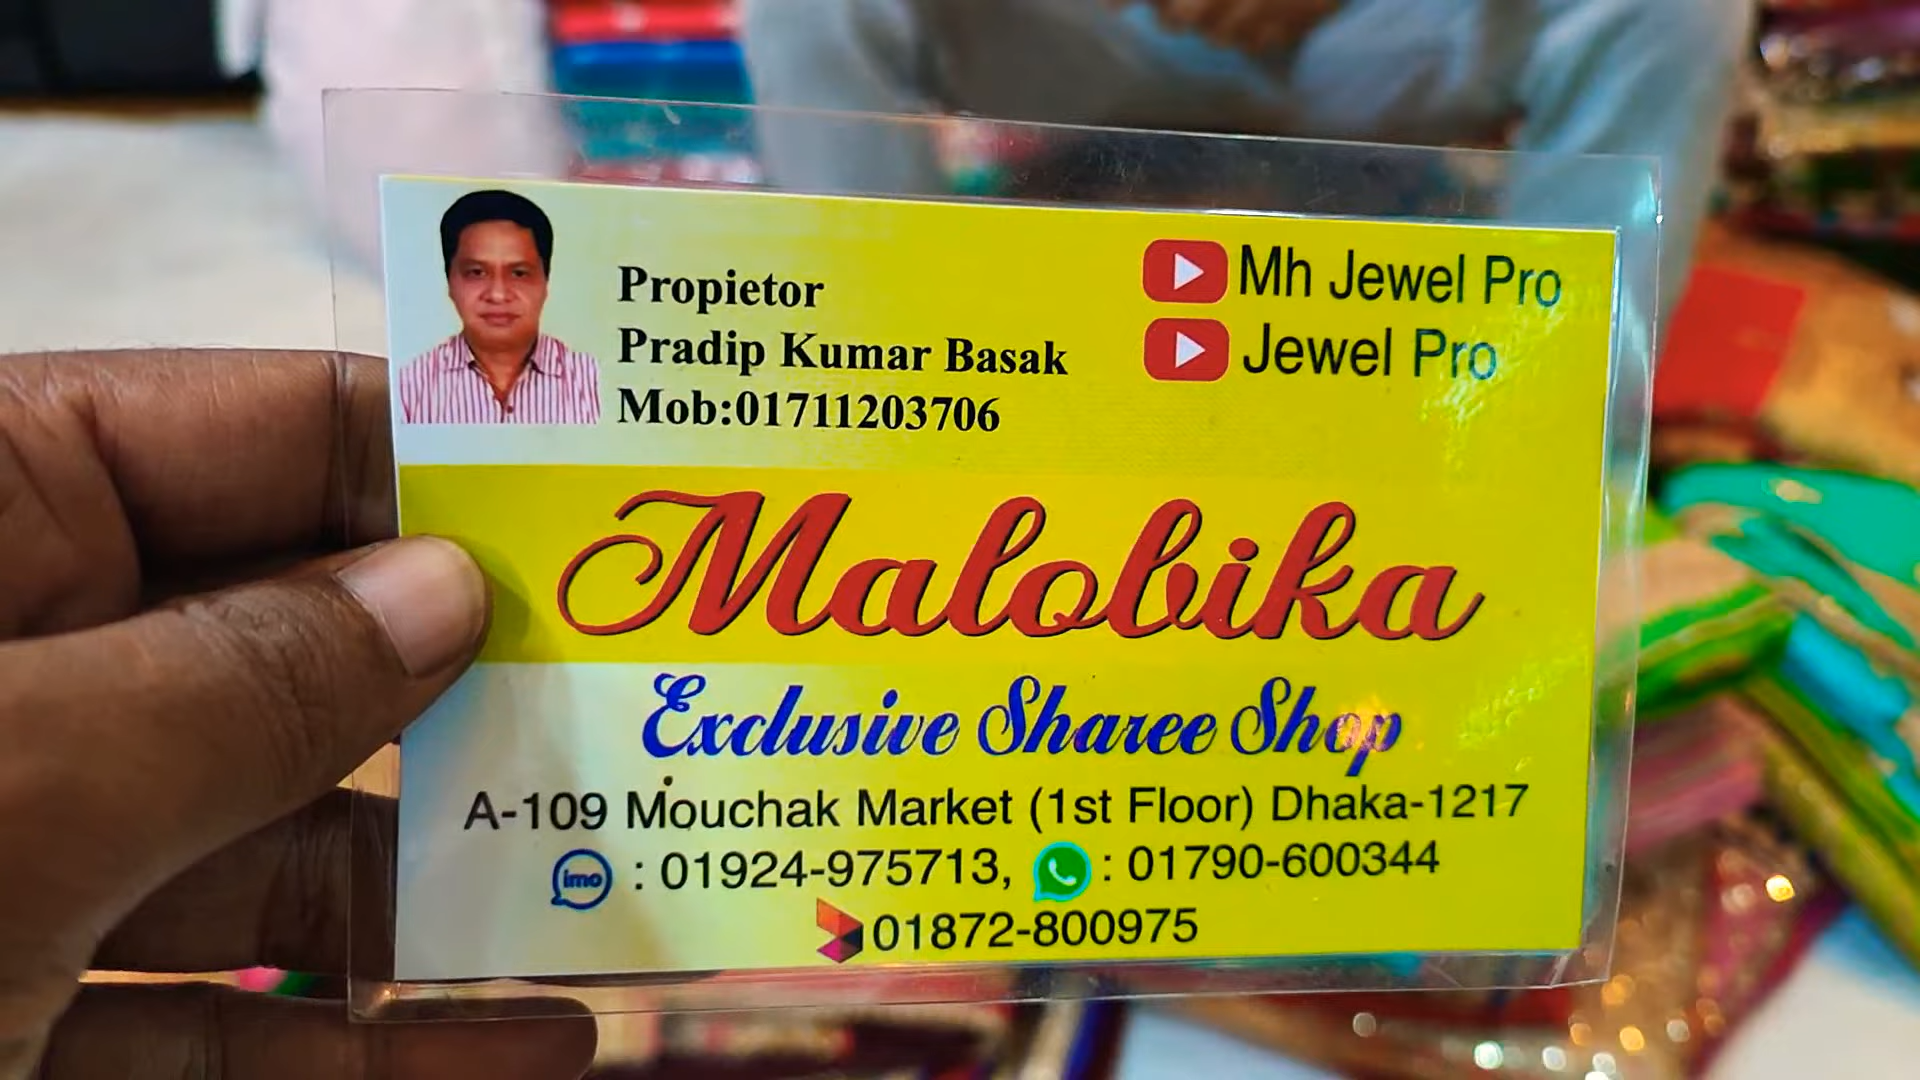 Propietor
Pradip Kumar Basak
Mob:01711203706
Mh Jewel Pro
Jewel Pro
Malobika
Exclusive Sharee Shop
A-109 Mouchak Market (1st Floor) Dhaka-1217
imo : 01924-975713, : 01790-600344
01872-800975